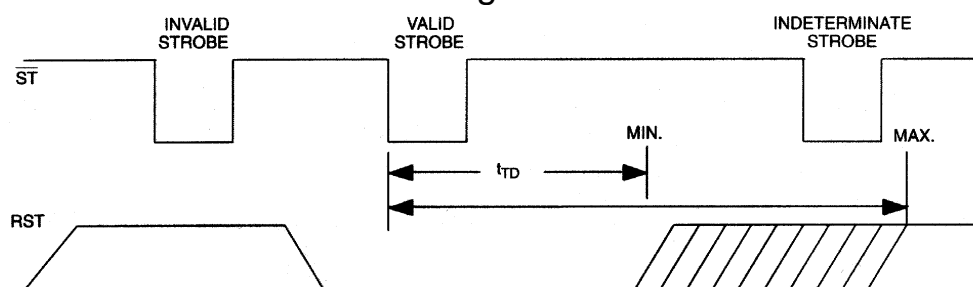 INVALID
STROBE
VALID
STROBE
INDETERMINATE
STROBE
ST
MIN.
MAX.
tTD
RST